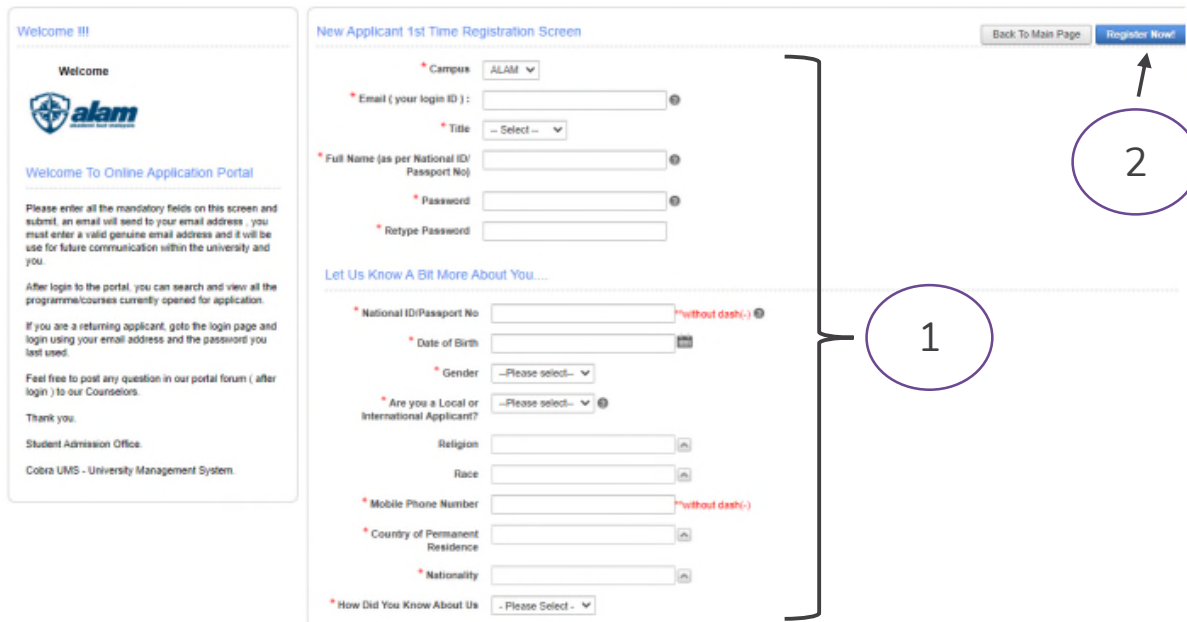 Welcome !!!
Welcome
alam
akademi laut malaysia
Welcome To Online Application Portal
Please enter all the mandatory fields on this screen and
submit, an email will send to your email address , you
must enter a valid genuine email address and it will be
use for future communication within the university and
you.
After login to the portal, you can search and view all the
programme/courses currently opened for application.
If you are a returning applicant, goto the login page and
login using your email address and the password you
last used.
Feel free to post any question in our portal forum ( after
login ) to our Counselors.
Thank you.
Student Admission Office.
Cobra UMS - University Management System.
New Applicant 1st Time Registration Screen
Back To Main Page
Register Now!
* Campus ALAM
* Email ( your login ID ) :
* Title -- Select --
* Full Name (as per National ID/
Passport No)
* Password
* Retype Password
Let Us Know A Bit More About You....
* National ID/Passport No **without dash(-)
* Date of Birth
* Gender --Please select--
* Are you a Local or
International Applicant? --Please select--
Religion
Race
* Mobile Phone Number **without dash(-)
* Country of Permanent
Residence
* Nationality
* How Did You Know About Us - Please Select -
1
2